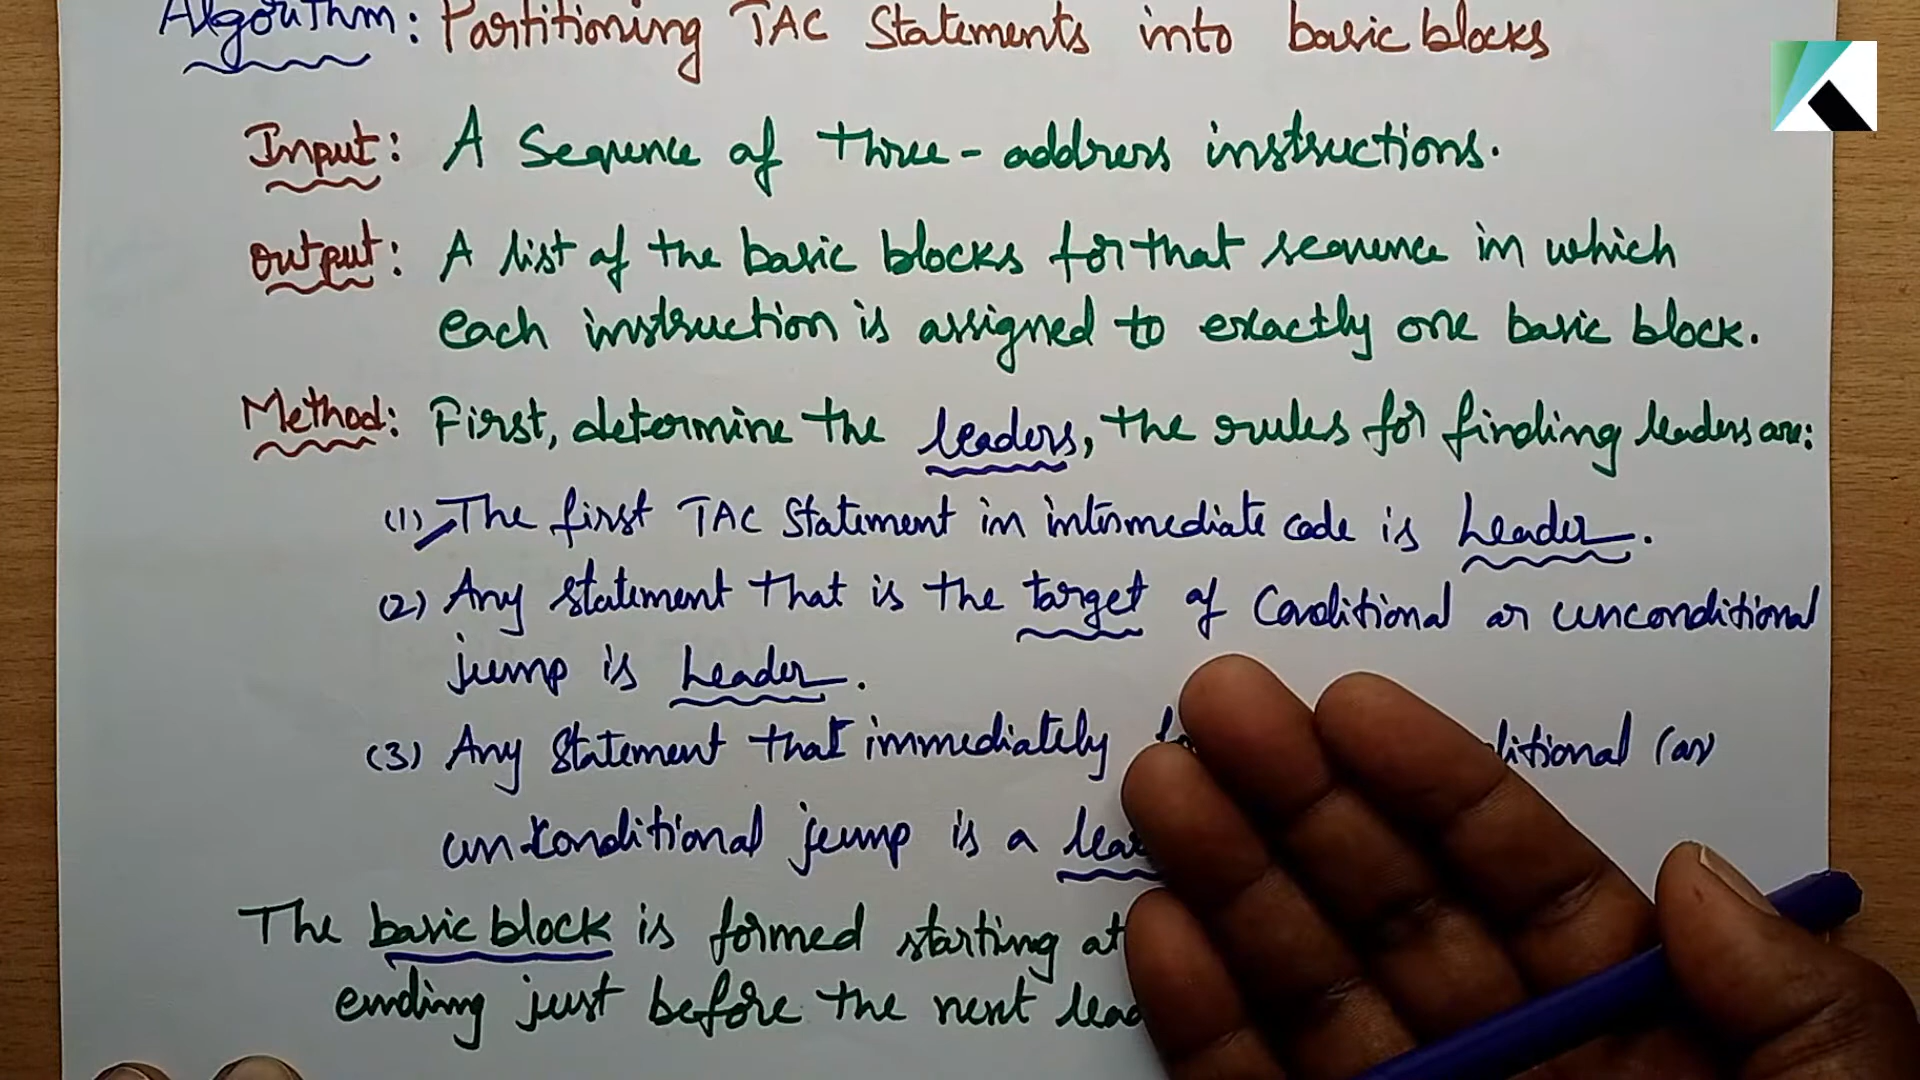 Algorithm: Partitioning TAC Statements into basic blocks
Input: A Sequence of three-address instructions.
Output: A list of the basic blocks for that sequence in which
each instruction is assigned to exactly one basic block.
Method: First, determine the leaders, the rules for finding leaders are:
(1) The first TAC Statement in intermediate code is Leader.
(2) Any statement that is the target of Conditional or unconditional
jump is Leader.
(3) Any Statement that immediately (or)
unconditional jump is a
The basic block is formed starting at
ending just before the next